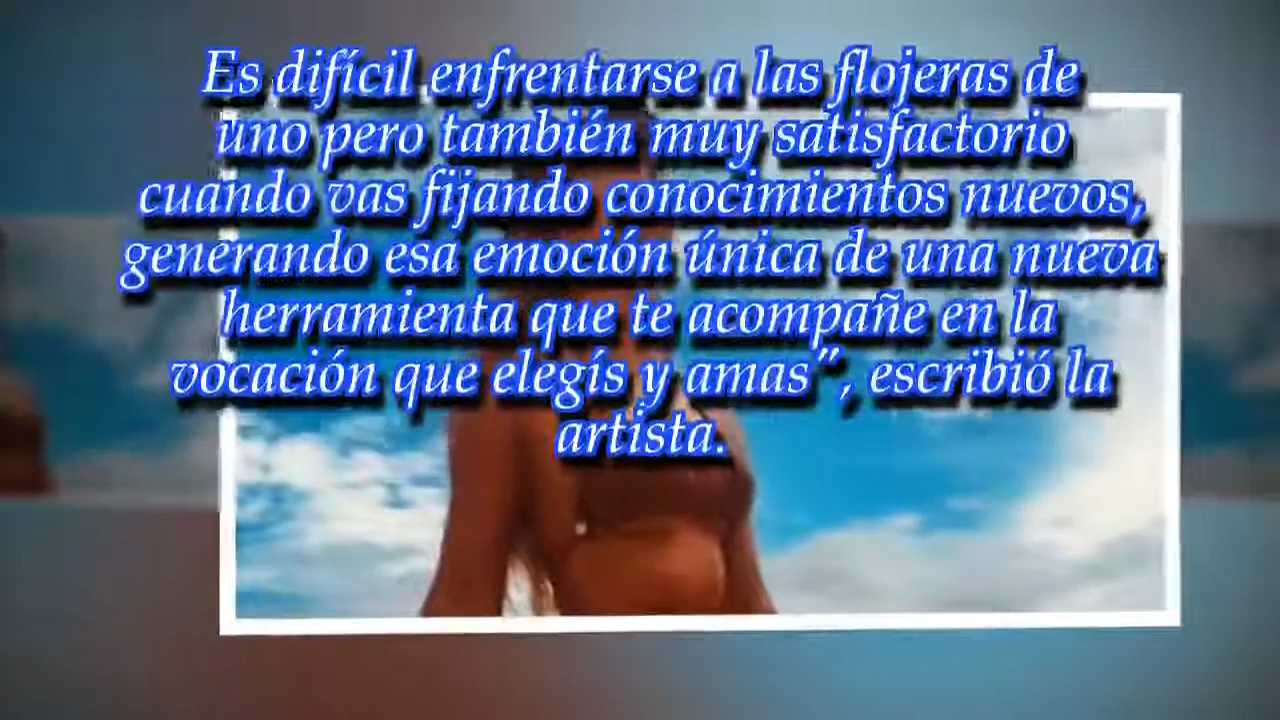 Es difícil enfrentarse a las flojeras de
uno pero también muy satisfactorio
cuando vas fijando conocimientos nuevos,
generando esa emoción única de una nueva
herramienta que te acompañe en la
vocación que elegís y amas”, escribió la
artista.